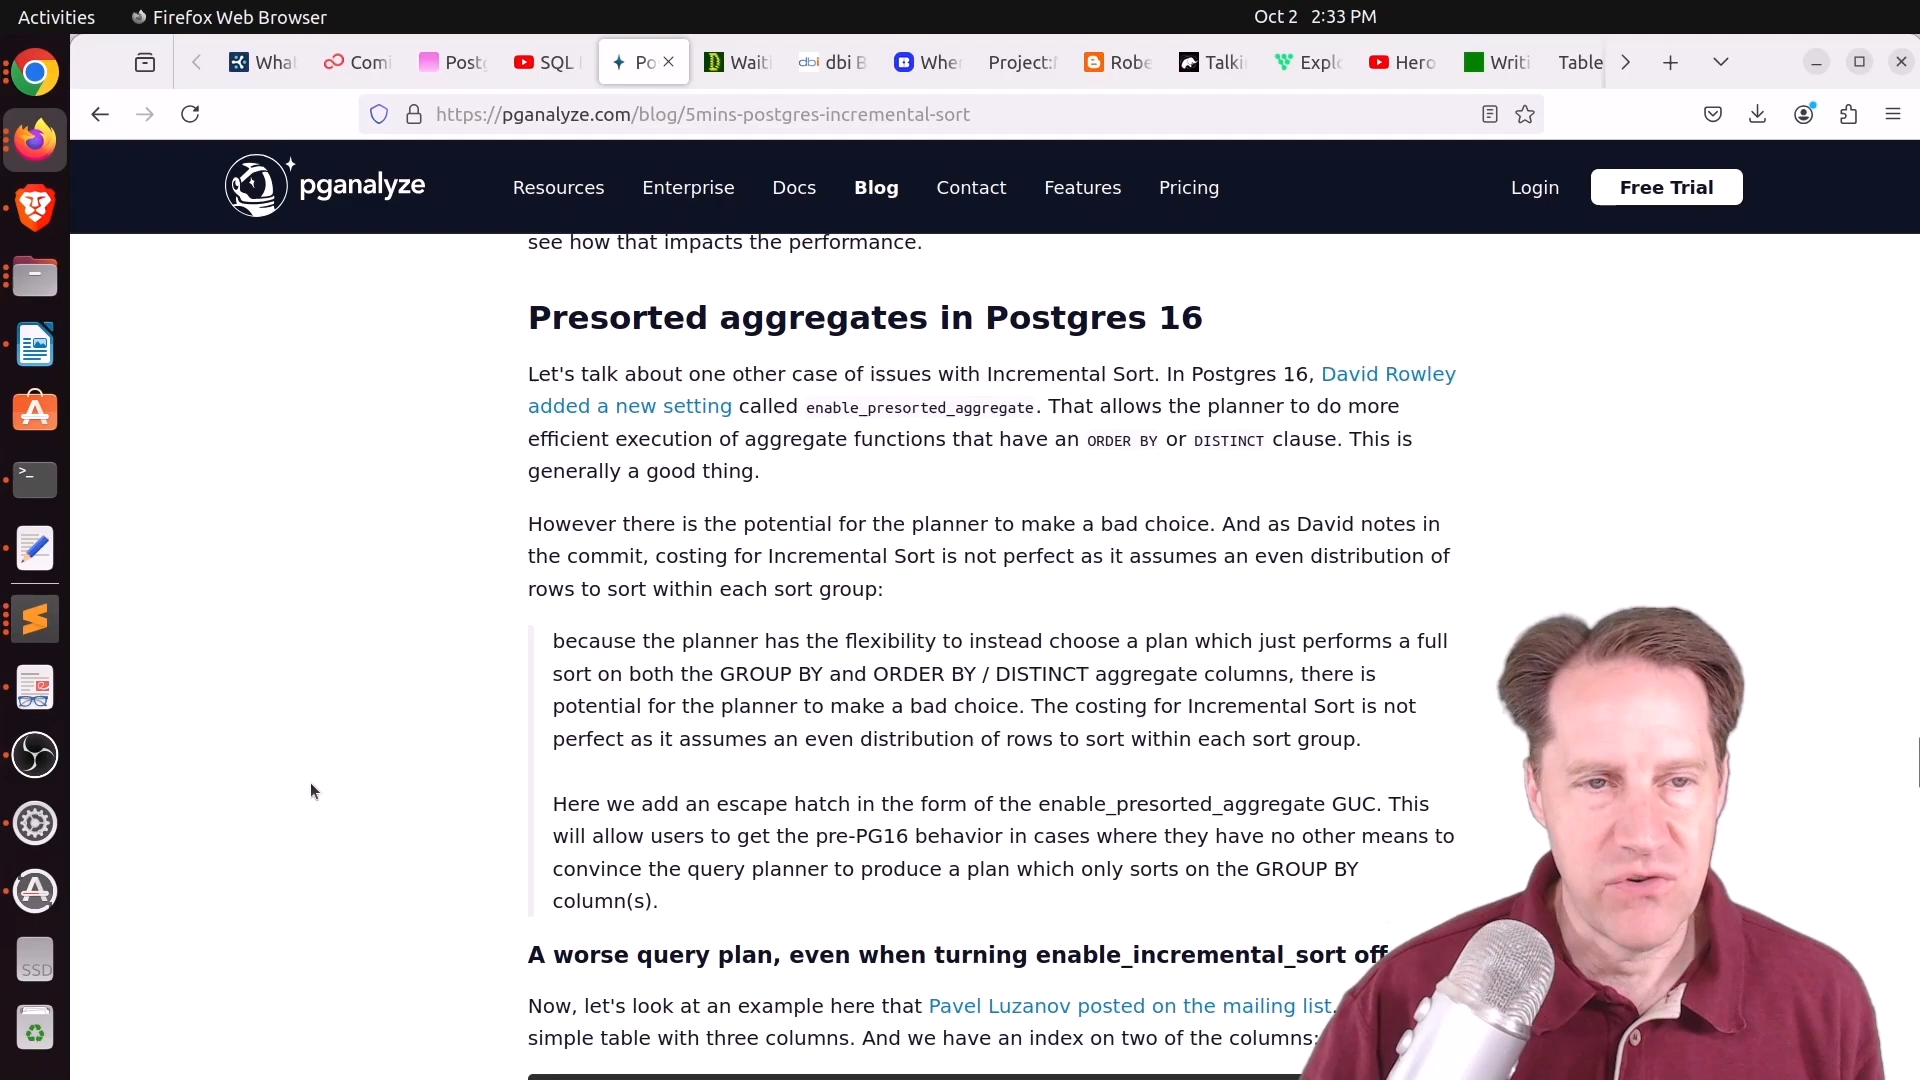 Activities
Firefox Web Browser
Oct 2 2:33 PM
What
Comi
Postg
SQL
Po
Waiti
dbi B
Wher
Project:
Robe
Talki
Explo
Hero
Writi
Table
https://pganalyze.com/blog/5mins-postgres-incremental-sort
pganalyze
Resources
Enterprise
Docs
Blog
Contact
Features
Pricing
Login
Free Trial
see how that impacts the performance.
Presorted aggregates in Postgres 16
Let's talk about one other case of issues with Incremental Sort. In Postgres 16, David Rowley
added a new setting called enable_presorted_aggregate. That allows the planner to do more
efficient execution of aggregate functions that have an ORDER BY or DISTINCT clause. This is
generally a good thing.
However there is the potential for the planner to make a bad choice. And as David notes in
the commit, costing for Incremental Sort is not perfect as it assumes an even distribution of
rows to sort within each sort group:
because the planner has the flexibility to instead choose a plan which just performs a full
sort on both the GROUP BY and ORDER BY / DISTINCT aggregate columns, there is
potential for the planner to make a bad choice. The costing for Incremental Sort is not
perfect as it assumes an even distribution of rows to sort within each sort group.
Here we add an escape hatch in the form of the enable_presorted_aggregate GUC. This
will allow users to get the pre-PG16 behavior in cases where they have no other means to
convince the query planner to produce a plan which only sorts on the GROUP BY
column(s).
A worse query plan, even when turning enable_incremental_sort off
Now, let's look at an example here that Pavel Luzanov posted on the mailing list.
simple table with three columns. And we have an index on two of the columns:
SSD